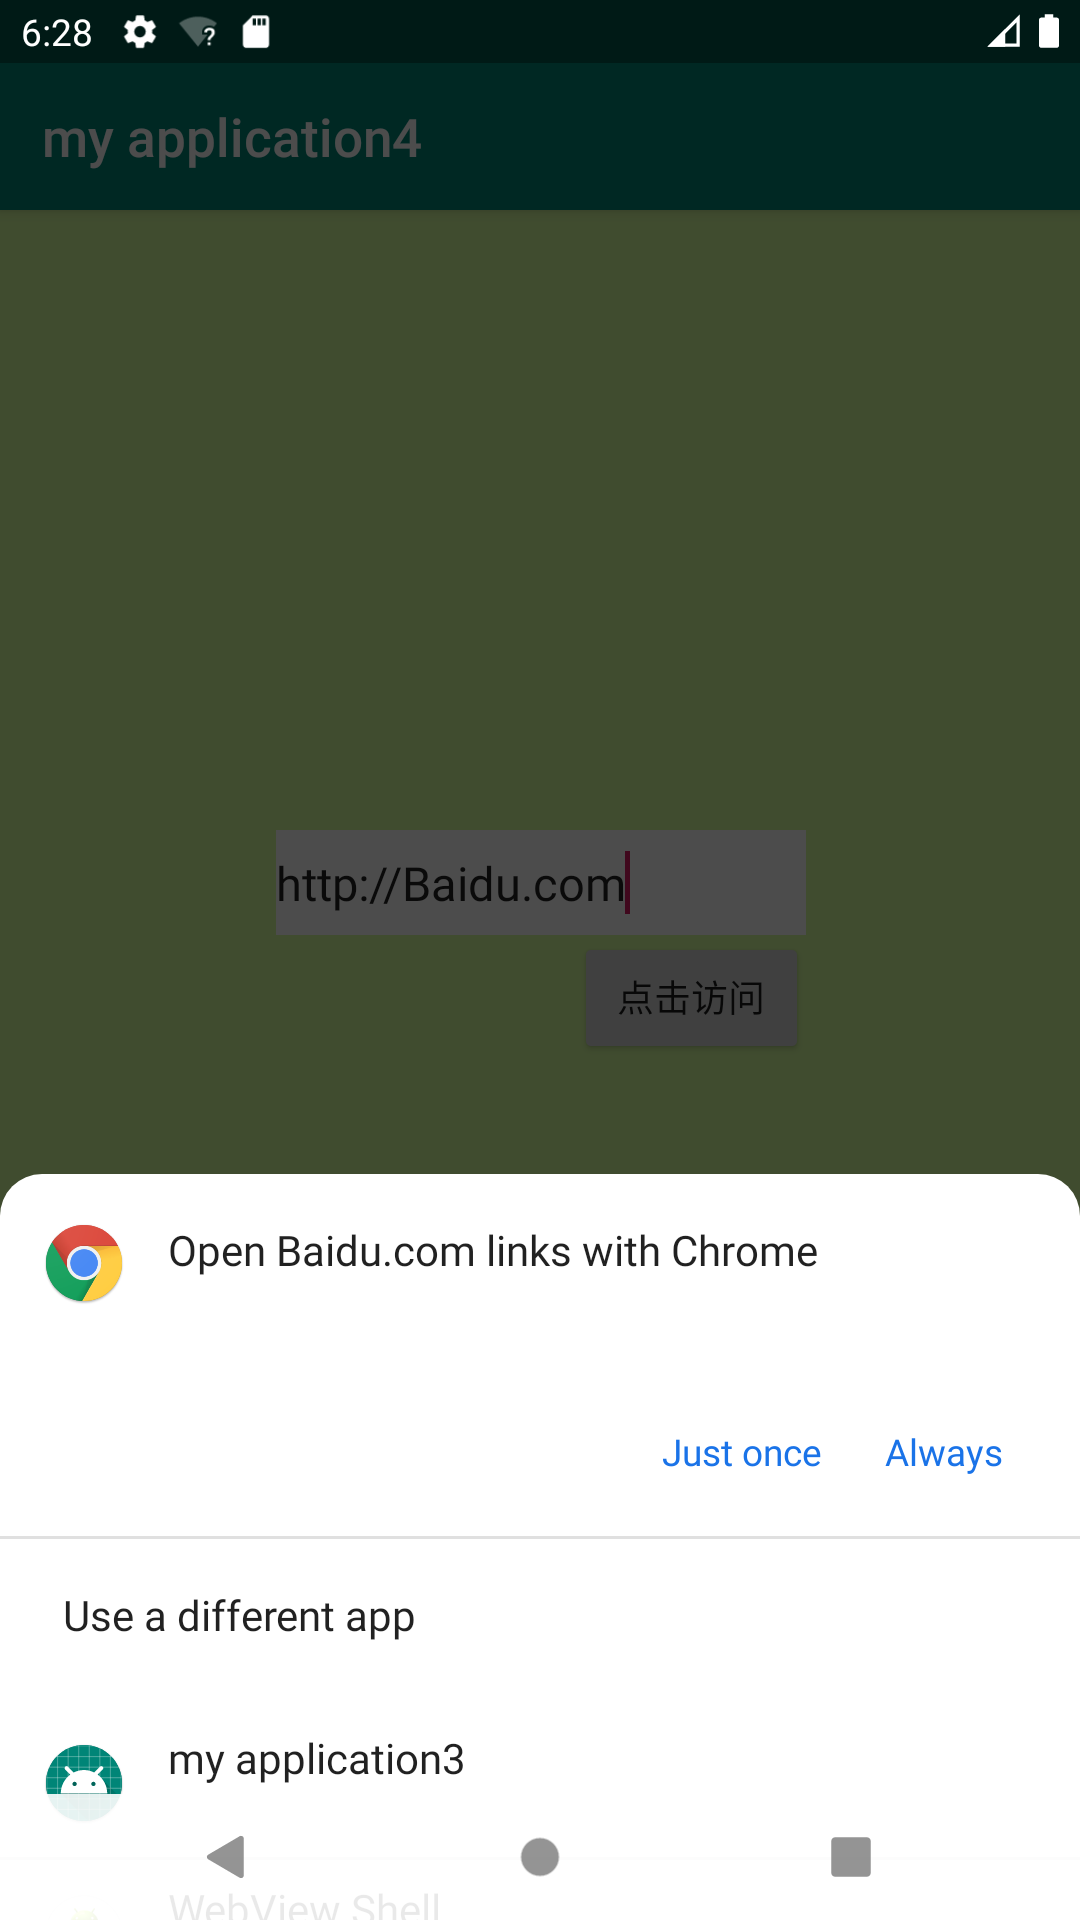 6:28
my application4
http://Baidu.com
点击访问
Open Baidu.com links with Chrome
Just once Always
Use a different app
my application3
WebView Shell